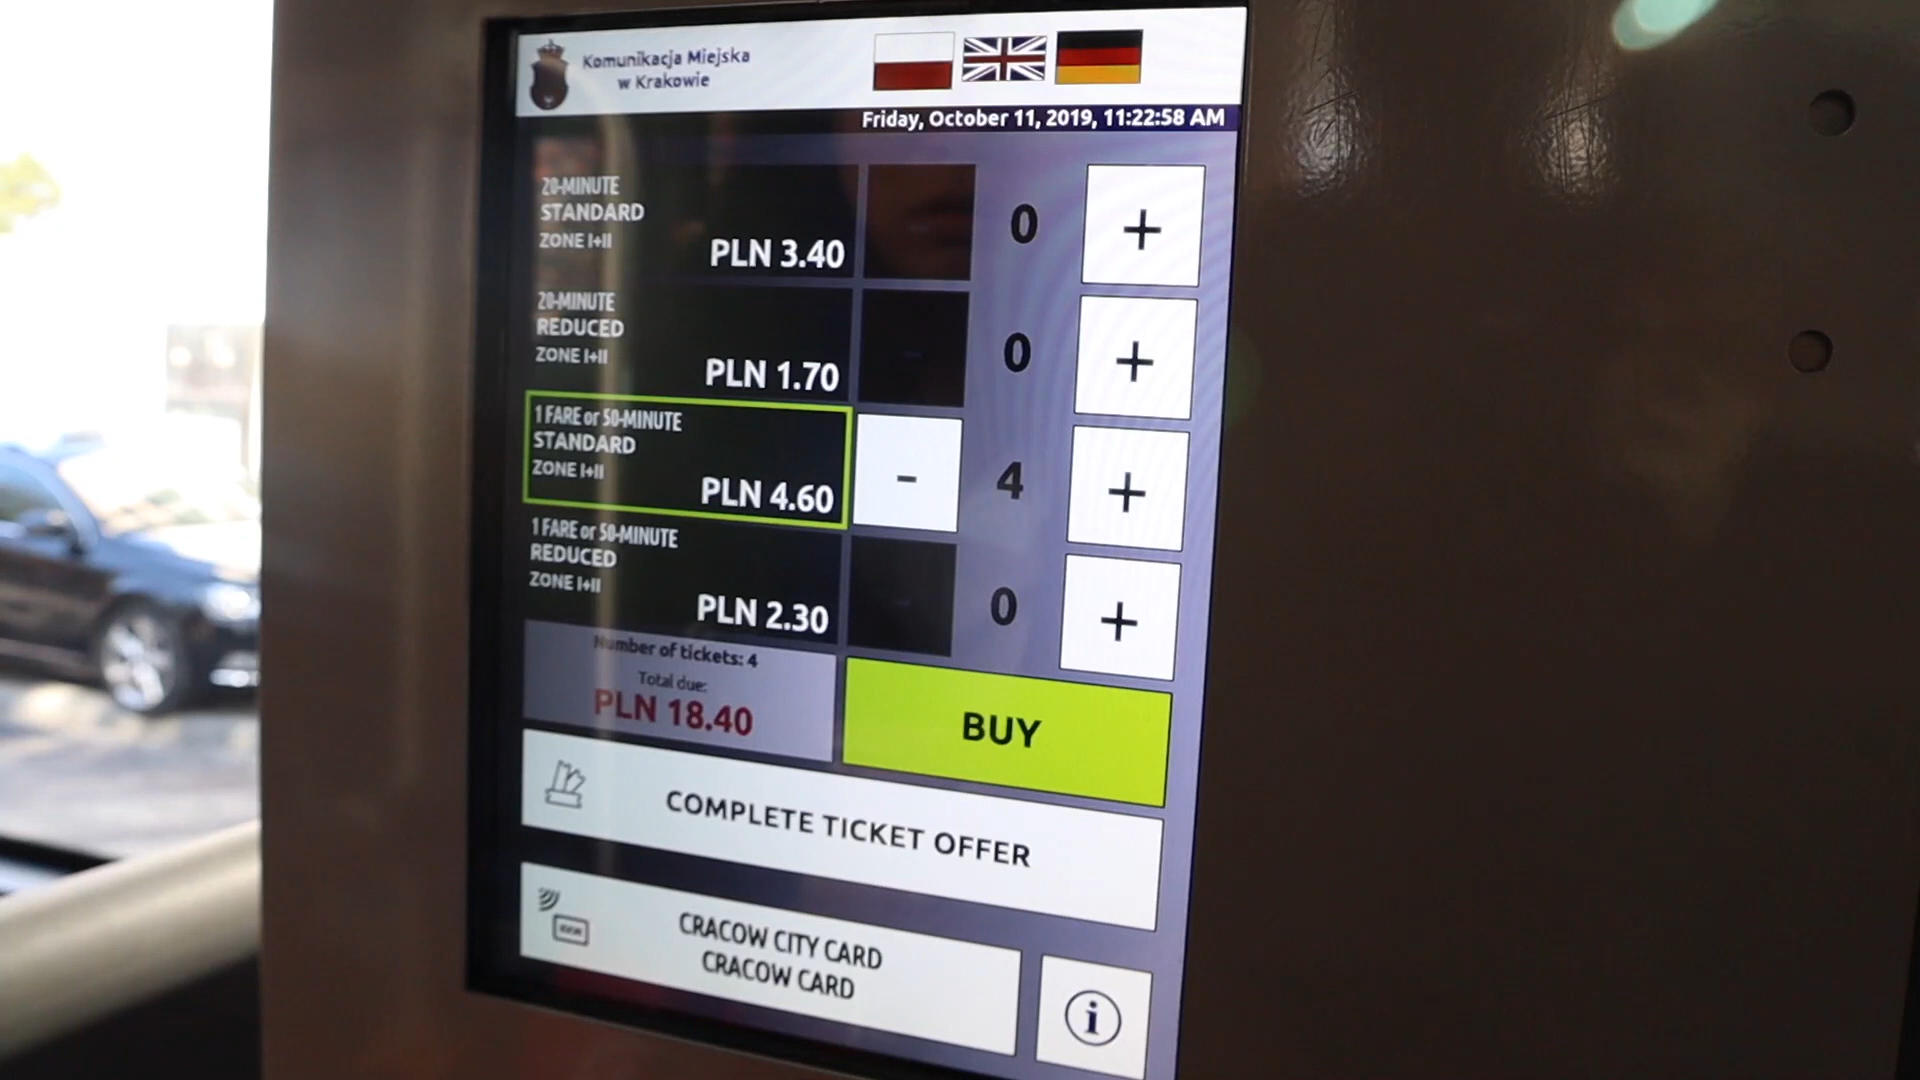 Komunikacja Miejska
w Krakowie
Friday, October 11, 2019, 11:22:58 AM
20-MINUTE
STANDARD
ZONE I+II
PLN 3.40
0
+
20-MINUTE
REDUCED
ZONE I+II
PLN 1.70
-
0
+
1 FARE or 50-MINUTE
STANDARD
ZONE I+II
PLN 4.60
-
4
+
1 FARE or 50-MINUTE
REDUCED
ZONE I+II
PLN 2.30
-
0
+
Number of tickets: 4
Total due:
PLN 18.40
BUY
COMPLETE TICKET OFFER
CRACOW CITY CARD
CRACOW CARD
i